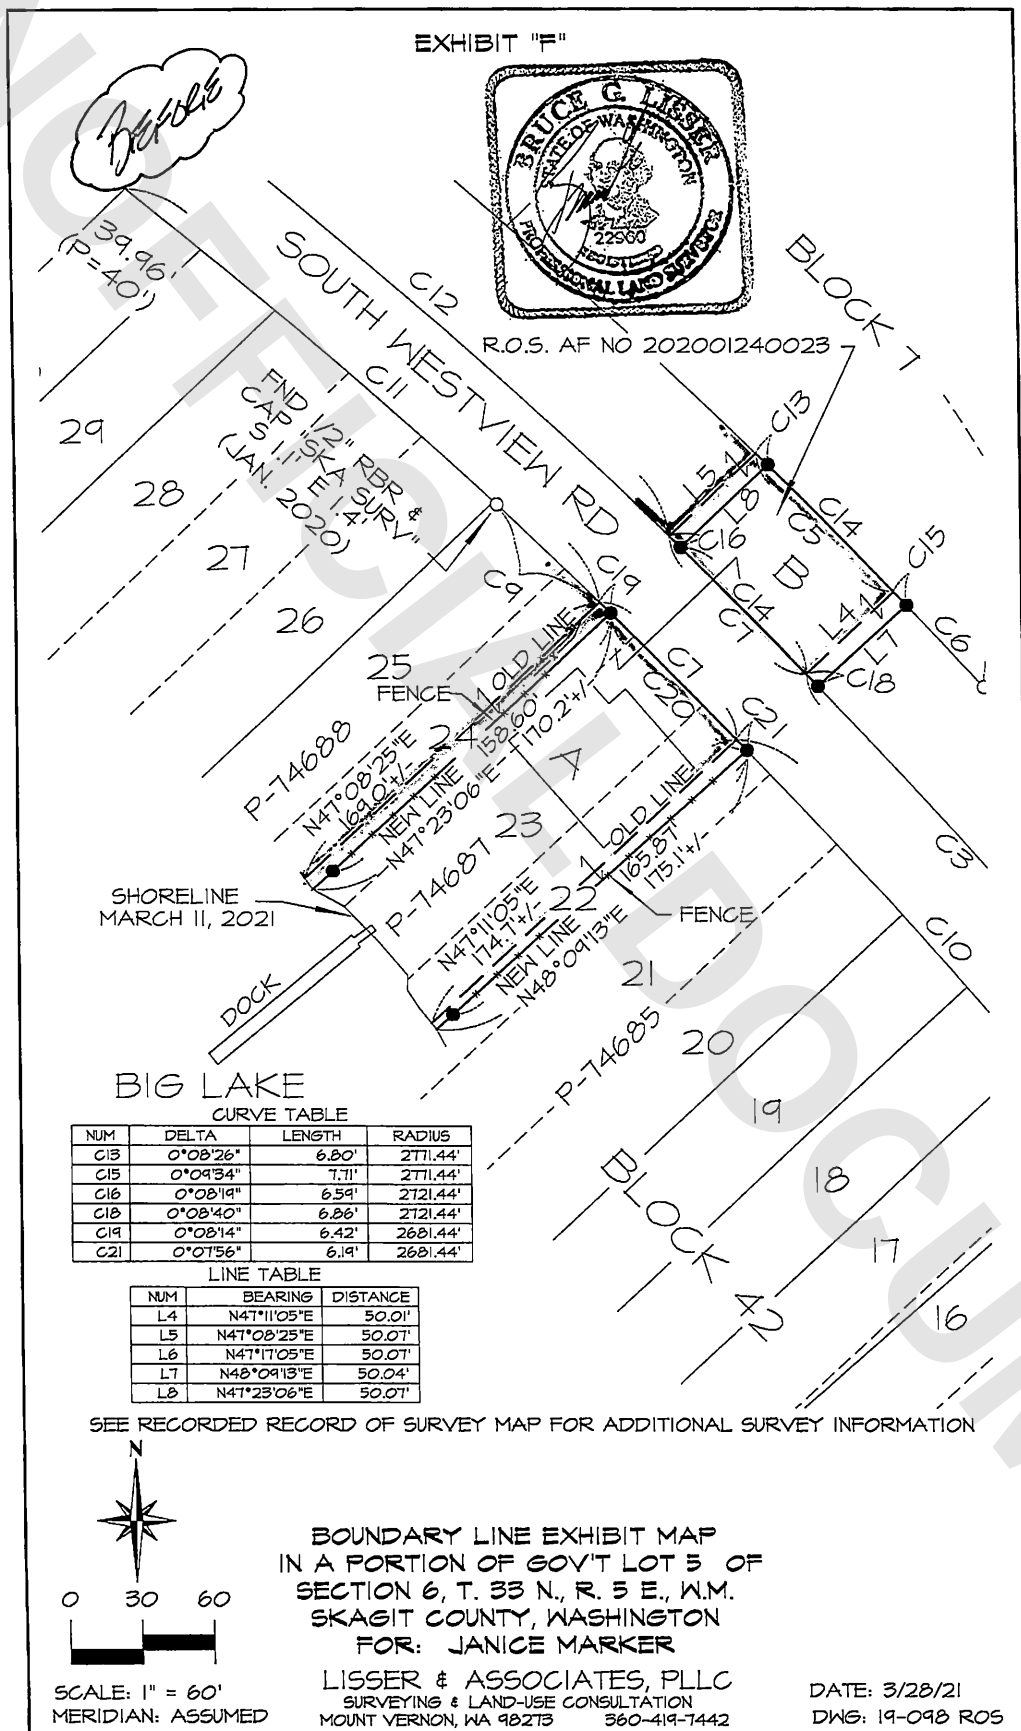 EXHIBIT "F"
BEFORE
BRUCE G. LISSER
STATE OF WASHINGTON
22960
REGISTERED
PROFESSIONAL LAND SURVEYOR
39.96'
(P=40')
SOUTH WESTVIEW RD
C12
C11
BLOCK 7
R.O.S. AF NO 202001240023
FND 1/2" RBR &
CAP "SKA SURV"
S 1.1' E 1.4'
(JAN. 2020)
29
28
27
26
25
24
23
22
21
20
19
18
17
16
C13
L5
L8
C14
C5
C16
C15
B
C14
C7
L4
L7
C6
C18
C9
C19
C7
C20
C21
C3
C10
FENCE
OLD LINE
158.60'
170.2'+/-
A
P-74688
N47°08'25"E
169.0'+/-
NEW LINE
N47°23'06"E
P-74687
OLD LINE
165.87'
175.1'+/-
FENCE
N47°11'05"E
174.7'+/-
NEW LINE
N48°09'13"E
P-74685
SHORELINE
MARCH 11, 2021
DOCK
BIG LAKE
BLOCK 42
CURVE TABLE
NUM DELTA LENGTH RADIUS
C13 0°08'26" 6.80' 2771.44'
C15 0°09'34" 7.71' 2771.44'
C16 0°08'19" 6.59' 2721.44'
C18 0°08'40" 6.86' 2721.44'
C19 0°08'14" 6.42' 2681.44'
C21 0°07'56" 6.19' 2681.44'
LINE TABLE
NUM BEARING DISTANCE
L4 N47°11'05"E 50.01'
L5 N47°08'25"E 50.07'
L6 N47°17'05"E 50.07'
L7 N48°09'13"E 50.04'
L8 N47°23'06"E 50.07'
SEE RECORDED RECORD OF SURVEY MAP FOR ADDITIONAL SURVEY INFORMATION
N
0 30 60
SCALE: 1" = 60'
MERIDIAN: ASSUMED
BOUNDARY LINE EXHIBIT MAP
IN A PORTION OF GOV'T LOT 5 OF
SECTION 6, T. 33 N., R. 5 E., W.M.
SKAGIT COUNTY, WASHINGTON
FOR: JANICE MARKER
LISSER & ASSOCIATES, PLLC
SURVEYING & LAND-USE CONSULTATION
MOUNT VERNON, WA 98273 360-419-7442
DATE: 3/28/21
DWG: 19-098 ROS
UNOFFICIAL DOCUMENT